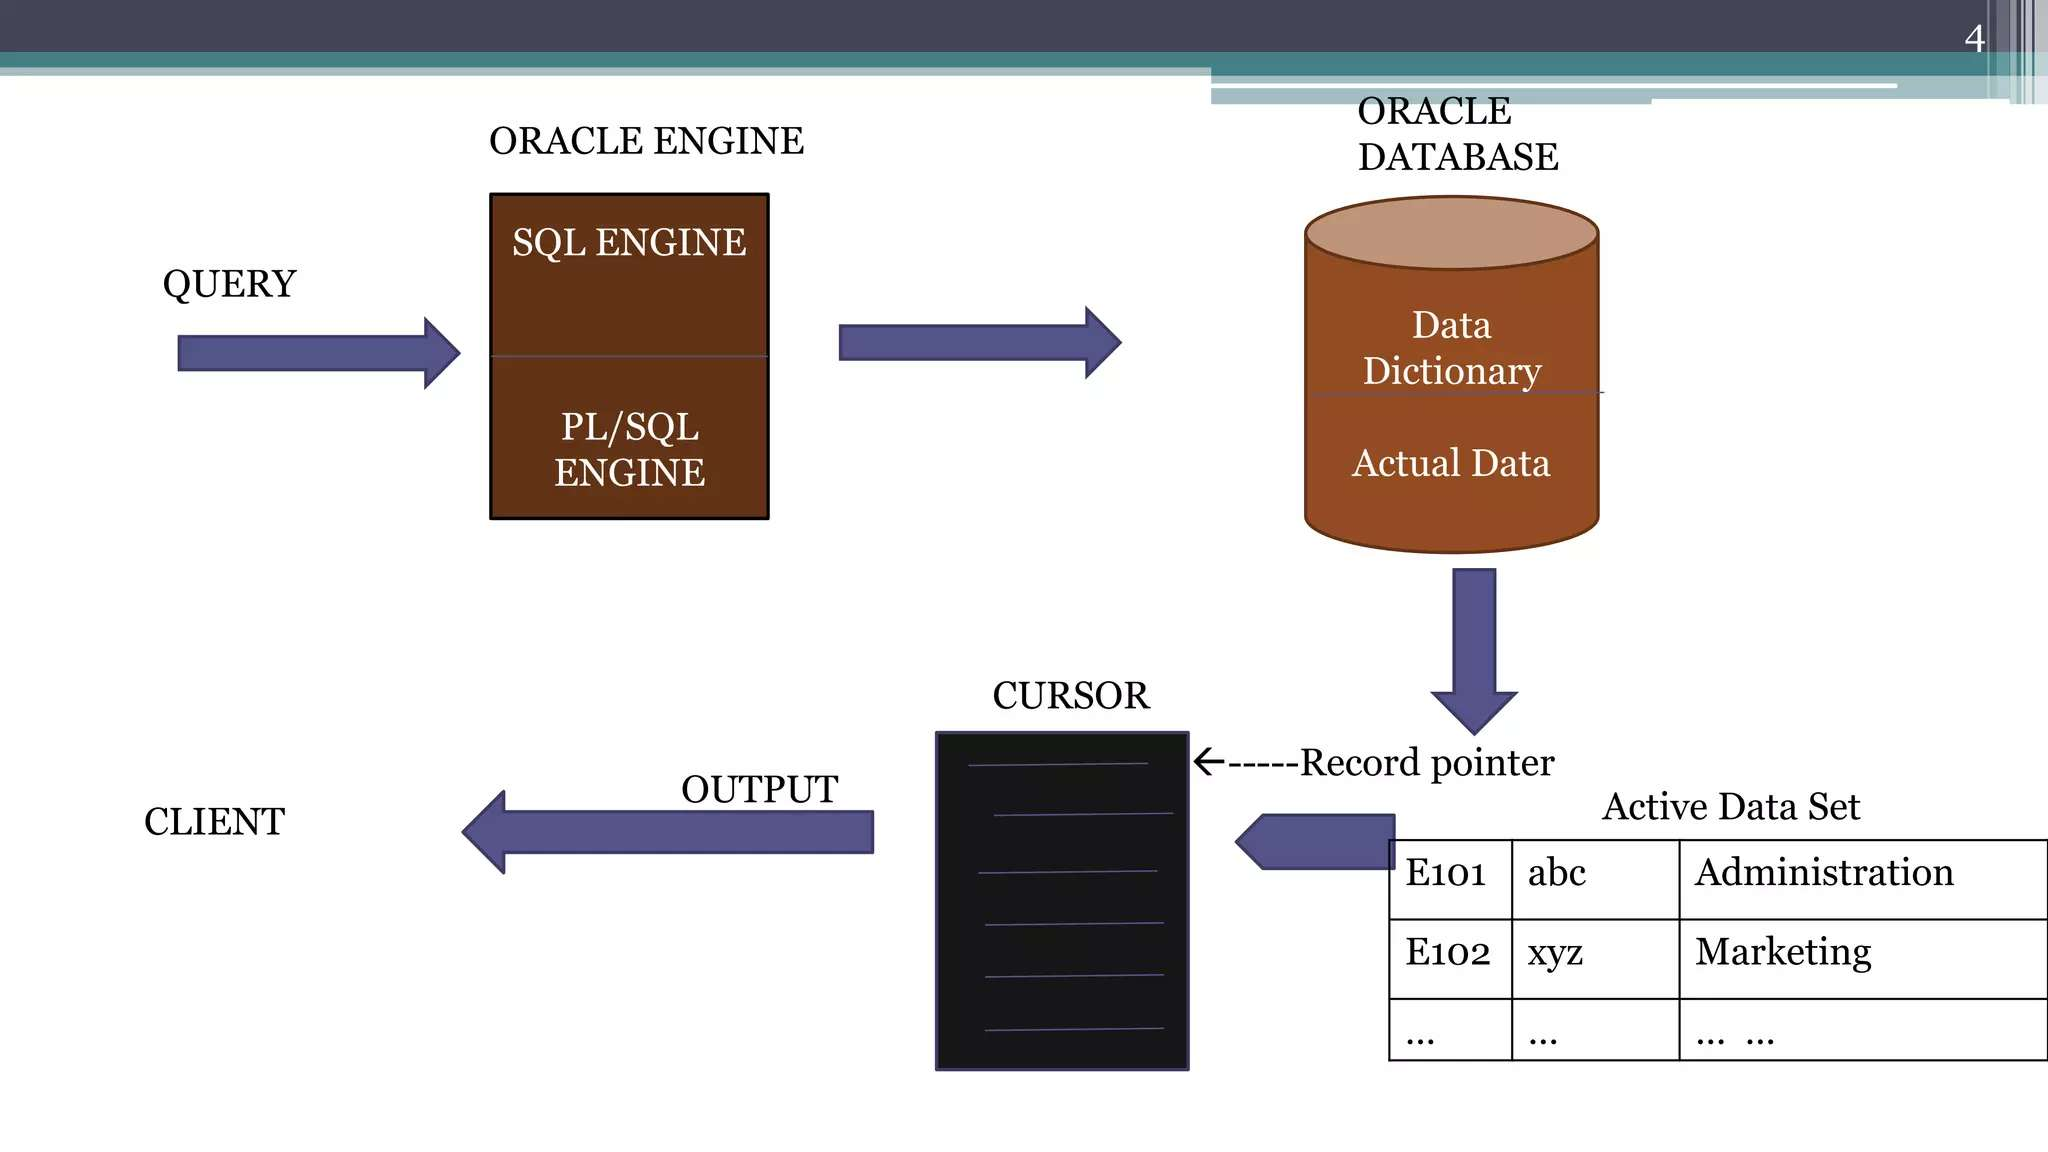 4
ORACLE ENGINE
ORACLE
DATABASE
SQL ENGINE
QUERY
Data
Dictionary
PL/SQL
ENGINE
Actual Data
CURSOR
←-----Record pointer
OUTPUT
CLIENT
Active Data Set
E101 abc Administration
E102 xyz Marketing
... ... ... ...